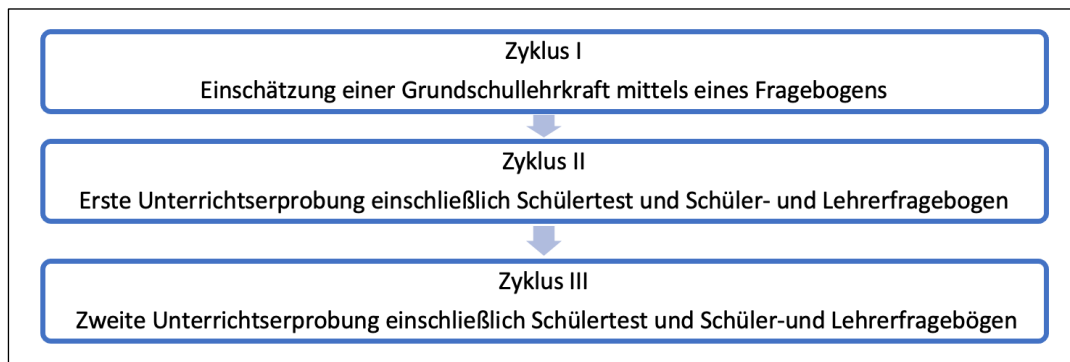 Zyklus I
Einschätzung einer Grundschullehrkraft mittels eines Fragebogens
Zyklus II
Erste Unterrichtserprobung einschließlich Schülertest und Schüler- und Lehrerfragebogen
Zyklus III
Zweite Unterrichtserprobung einschließlich Schülertest und Schüler-und Lehrerfragebögen